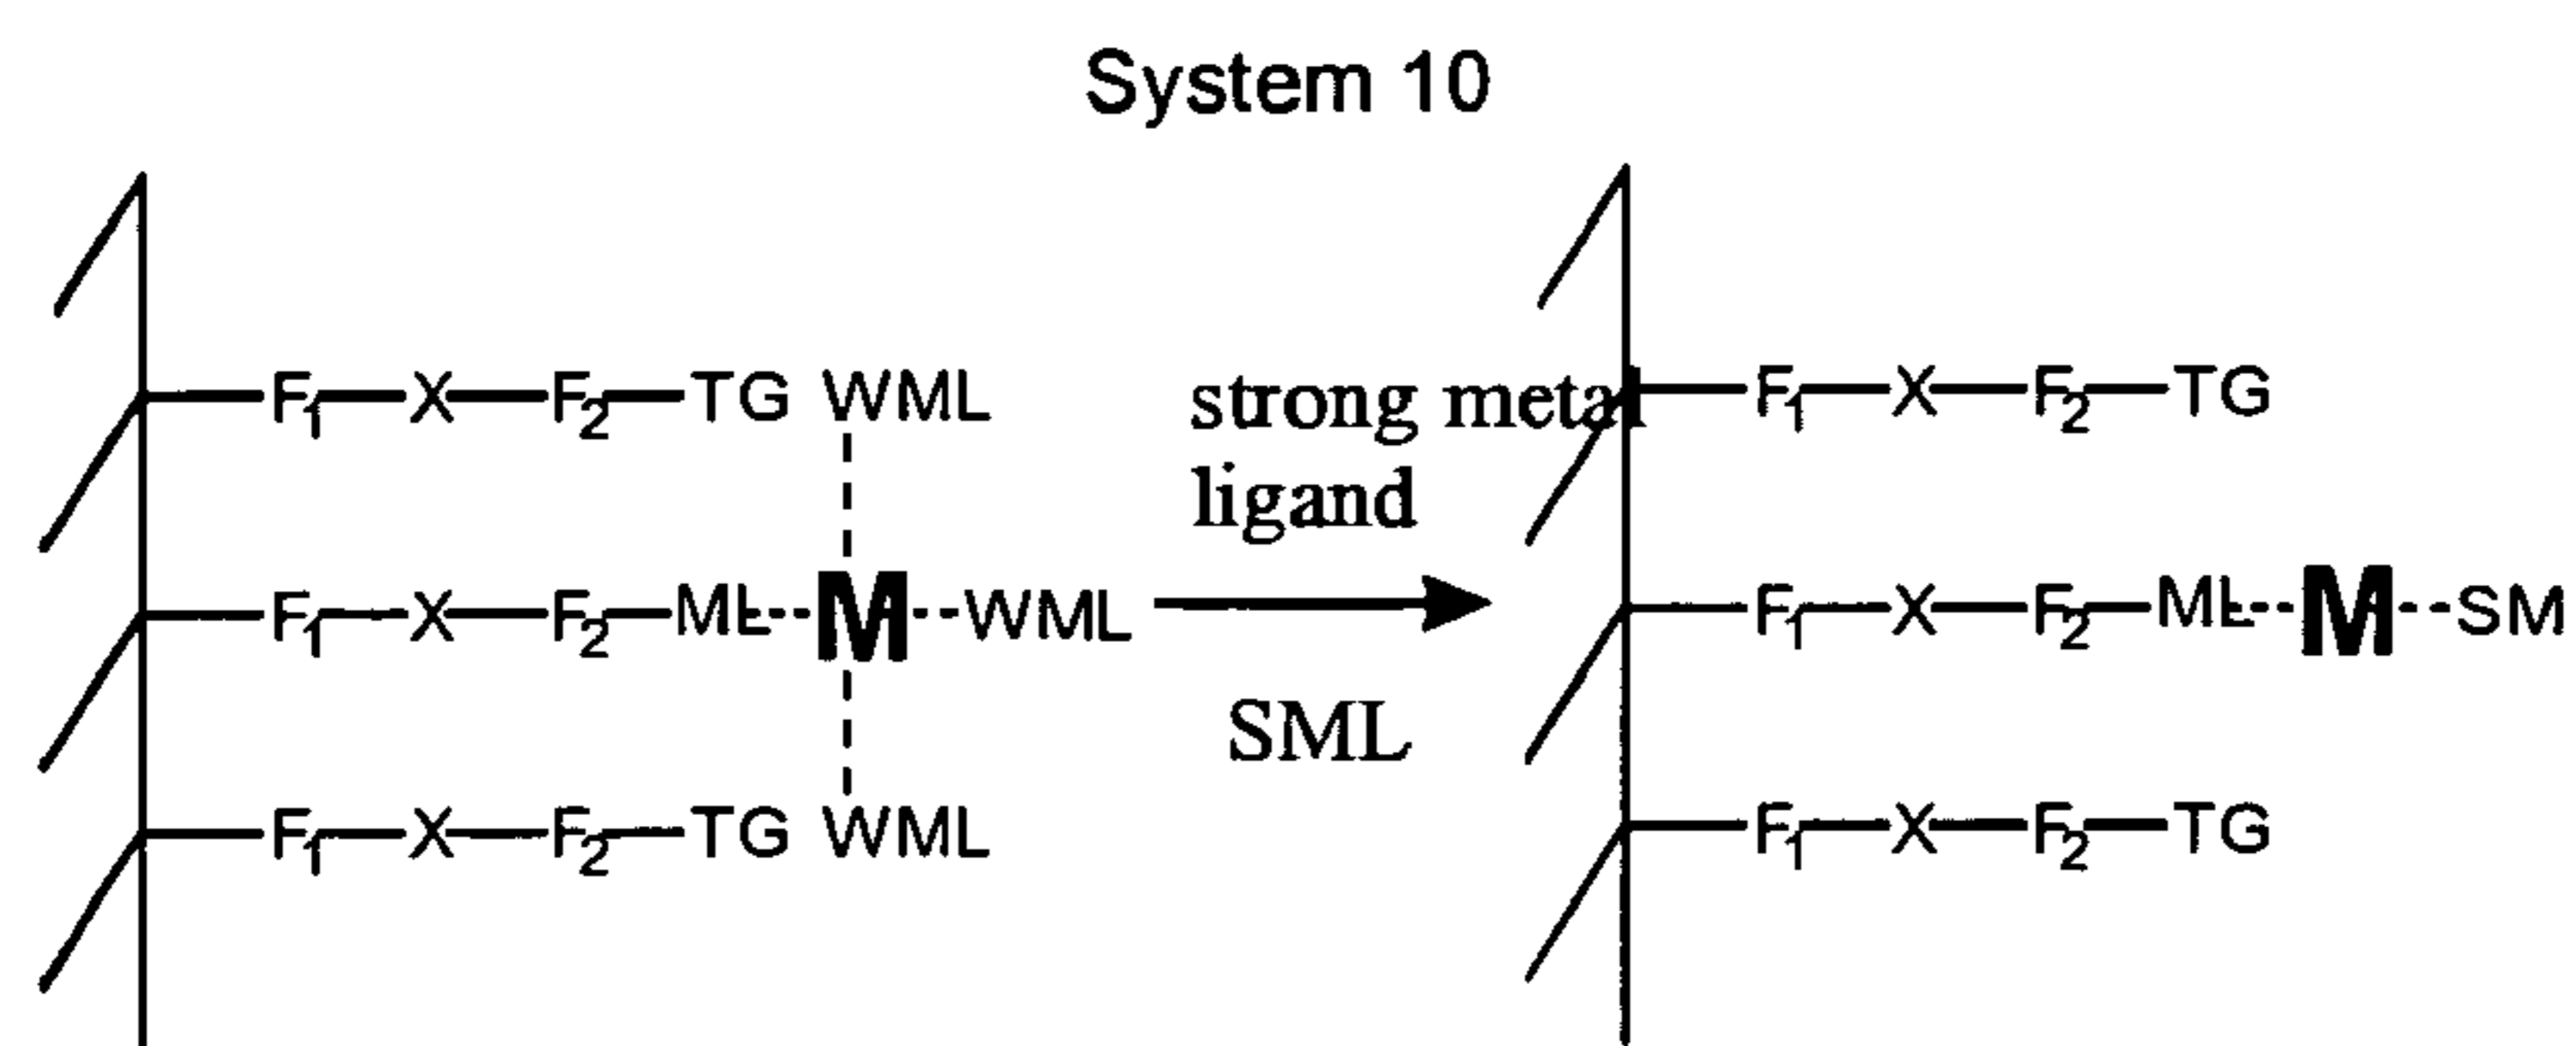 System 10
F1—X—F2—TG WML
F1—X—F2—ML---M---WML
F1—X—F2—TG WML
strong metal
ligand
SML
F1—X—F2—TG
F1—X—F2—ML---M---SM
F1—X—F2—TG